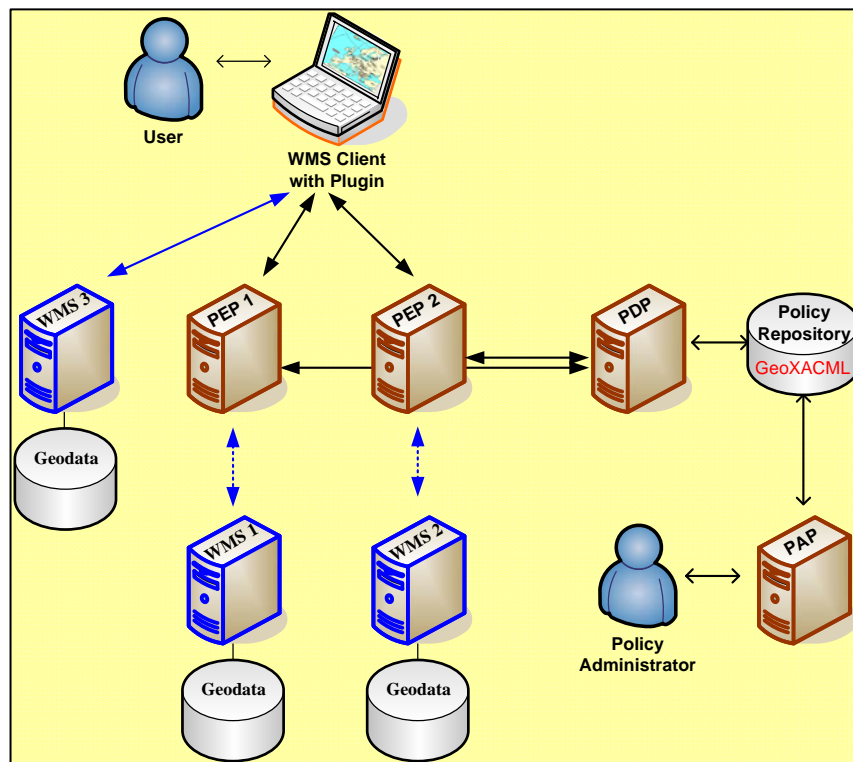 User
WMS Client
with Plugin
WMS 3
PEP 1
PEP 2
PDP
Policy
Repository
GeoXACML
Geodata
WMS 1
WMS 2
PAP
Policy
Administrator
Geodata
Geodata